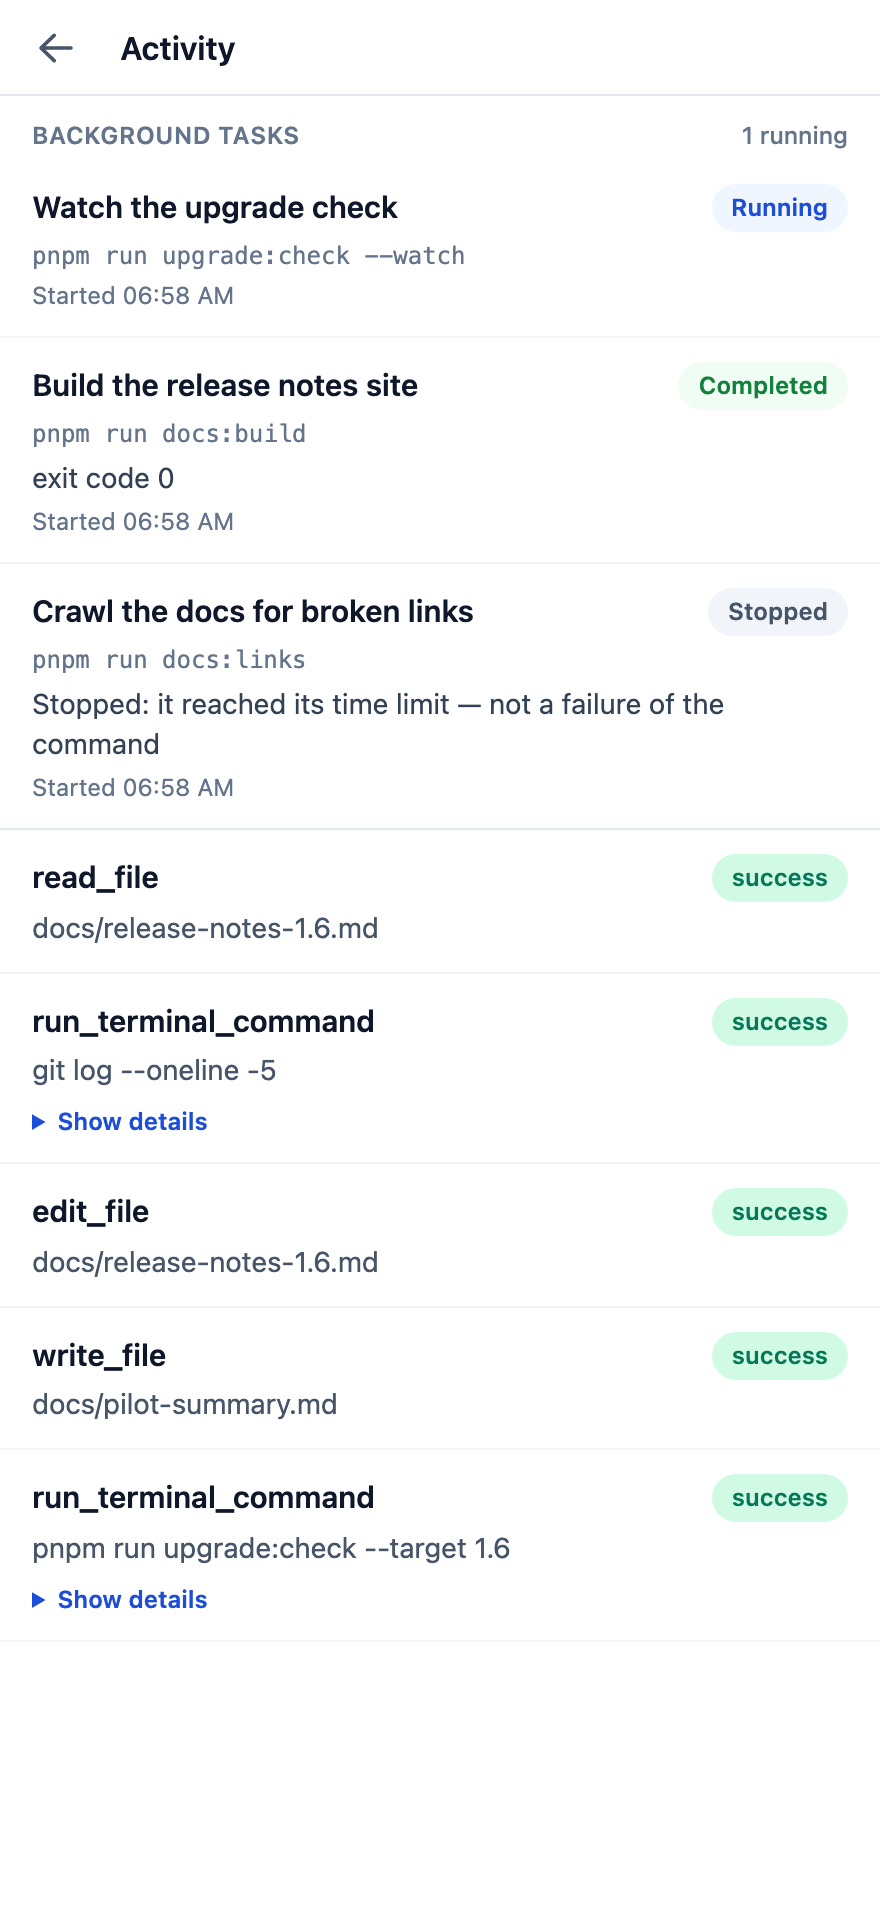 Activity
BACKGROUND TASKS
1 running
Watch the upgrade check
Running
pnpm run upgrade:check --watch
Started 06:58 AM
Build the release notes site
Completed
pnpm run docs:build
exit code 0
Started 06:58 AM
Crawl the docs for broken links
Stopped
pnpm run docs:links
Stopped: it reached its time limit — not a failure of the
command
Started 06:58 AM
read_file
success
docs/release-notes-1.6.md
run_terminal_command
success
git log --oneline -5
Show details
edit_file
success
docs/release-notes-1.6.md
write_file
success
docs/pilot-summary.md
run_terminal_command
success
pnpm run upgrade:check --target 1.6
Show details